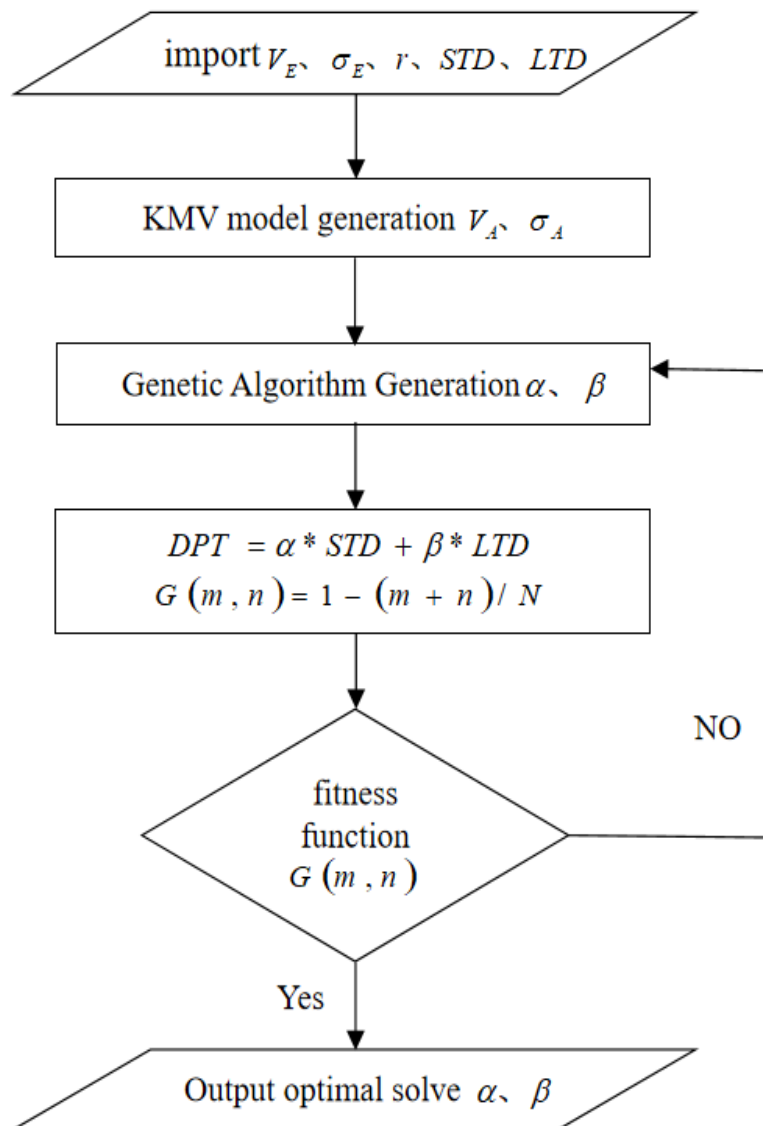 import V_E、 σ_E、 r、 STD、 LTD
KMV model generation V_A、 σ_A
Genetic Algorithm Generation α、 β
DPT = α * STD + β * LTD
G (m , n) = 1 − (m + n) / N
fitness
function
G (m , n)
NO
Yes
Output optimal solve α、 β